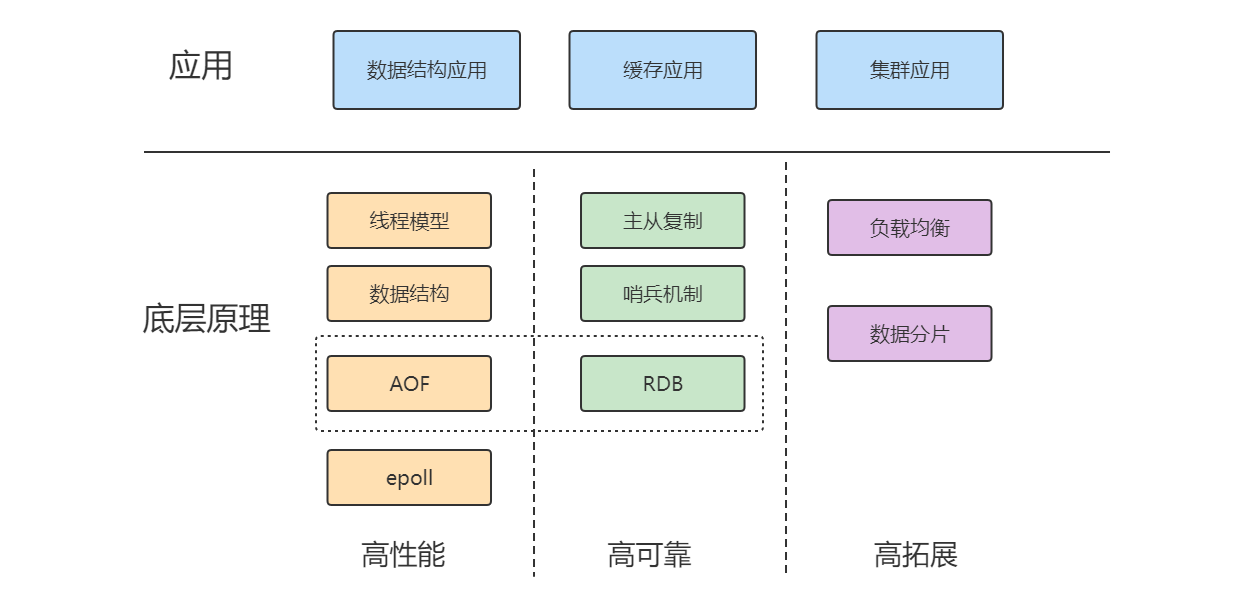 应用
数据结构应用
缓存应用
集群应用
底层原理
线程模型
数据结构
AOF
epoll
高性能
主从复制
哨兵机制
RDB
高可靠
负载均衡
数据分片
高拓展